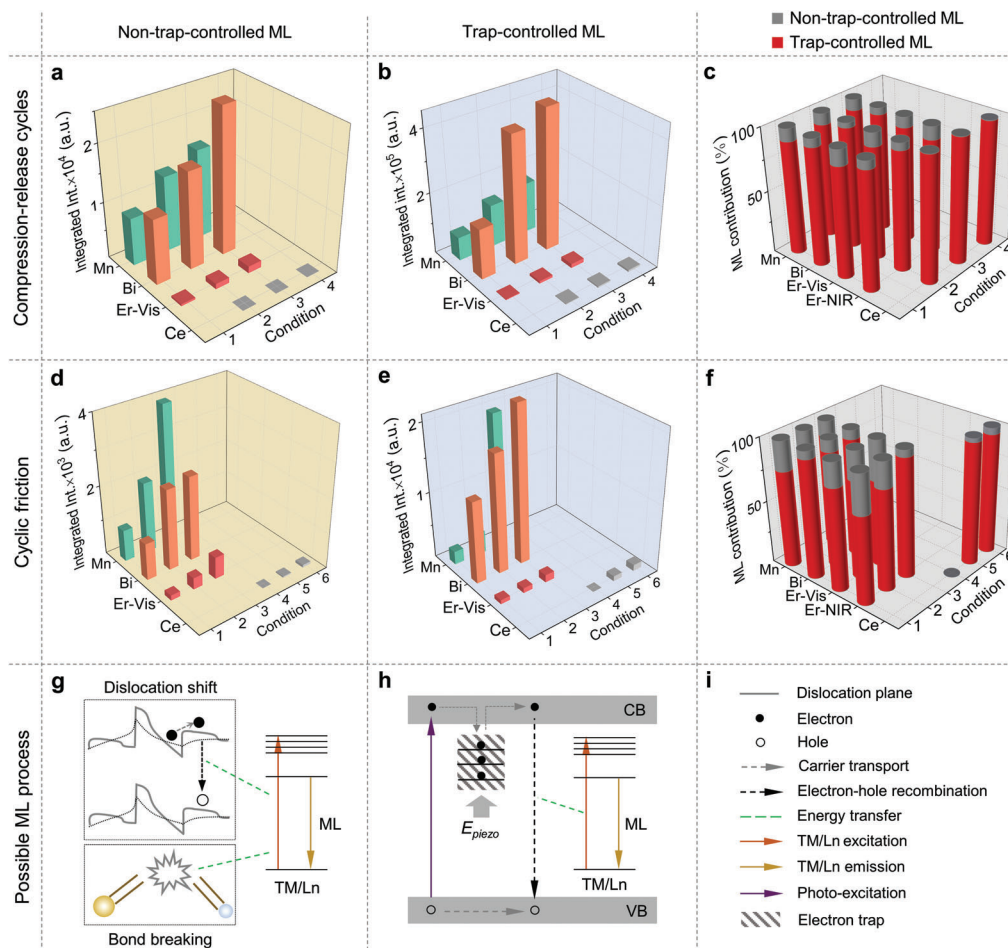 Non-trap-controlled ML
Trap-controlled ML
Non-trap-controlled ML
Trap-controlled ML
Compression-release cycles
a
Integrated Int.×10⁴ (a.u.)
2
1
Mn
Bi
Er-Vis
Ce
1
2
3
4
Condition
b
Integrated Int.×10⁵ (a.u.)
4
2
Mn
Bi
Er-Vis
Ce
1
2
3
4
Condition
c
ML contribution (%)
100
50
Mn
Bi
Er-Vis
Er-NIR
Ce
1
2
3
4
Condition
Cyclic friction
d
Integrated Int.×10³ (a.u.)
4
2
Mn
Bi
Er-Vis
Ce
1
2
3
4
5
6
Condition
e
Integrated Int.×10⁴ (a.u.)
2
1
Mn
Bi
Er-Vis
Ce
1
2
3
4
5
6
Condition
f
ML contribution (%)
100
50
Mn
Bi
Er-Vis
Er-NIR
Ce
1
2
3
4
5
6
Condition
Possible ML process
g
Dislocation shift
ML
TM/Ln
Bond breaking
h
CB
E_piezo
ML
TM/Ln
VB
i
Dislocation plane
Electron
Hole
Carrier transport
Electron-hole recombination
Energy transfer
TM/Ln excitation
TM/Ln emission
Photo-excitation
Electron trap